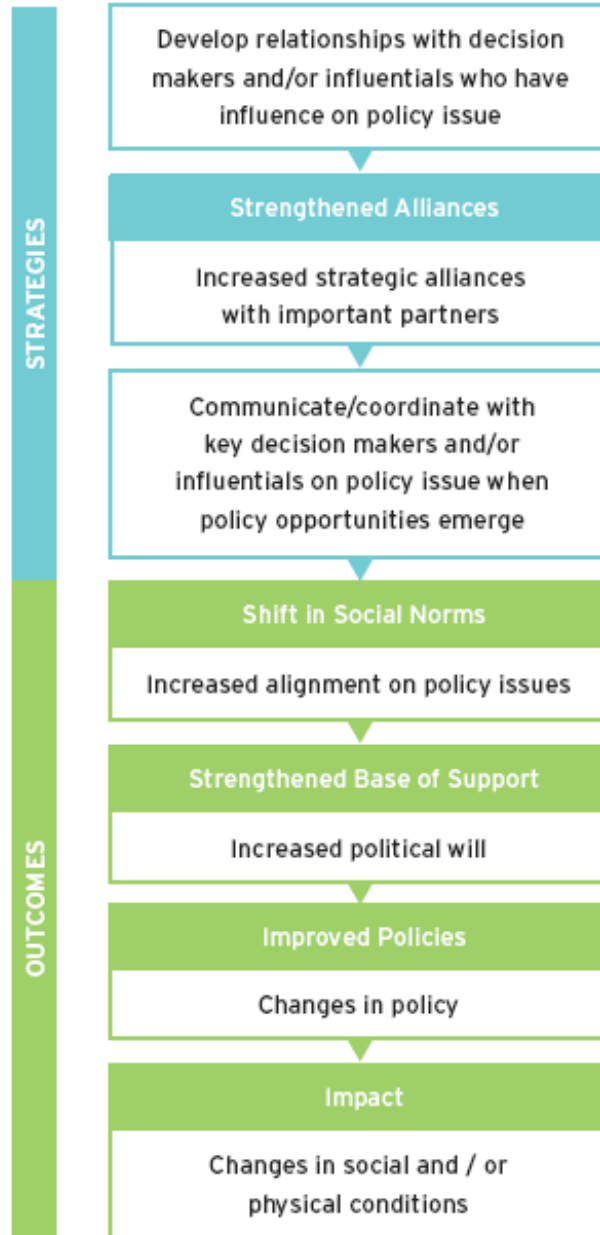 STRATEGIES
Develop relationships with decision
makers and/or influentials who have
influence on policy issue
Strengthened Alliances
Increased strategic alliances
with important partners
Communicate/coordinate with
key decision makers and/or
influentials on policy issue when
policy opportunities emerge
OUTCOMES
Shift in Social Norms
Increased alignment on policy issues
Strengthened Base of Support
Increased political will
Improved Policies
Changes in policy
Impact
Changes in social and / or
physical conditions